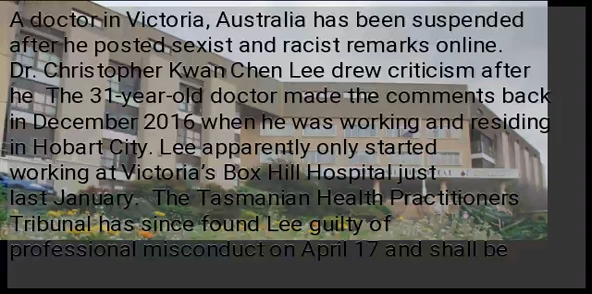 A doctor in Victoria, Australia has been suspended
after he posted sexist and racist remarks online.
Dr. Christopher Kwan Chen Lee drew criticism after
he  The 31-year-old doctor made the comments back
in December 2016 when he was working and residing
in Hobart City. Lee apparently only started
working at Victoria's Box Hill Hospital just
last January.  The Tasmanian Health Practitioners
Tribunal has since found Lee guilty of
professional misconduct on April 17 and shall be